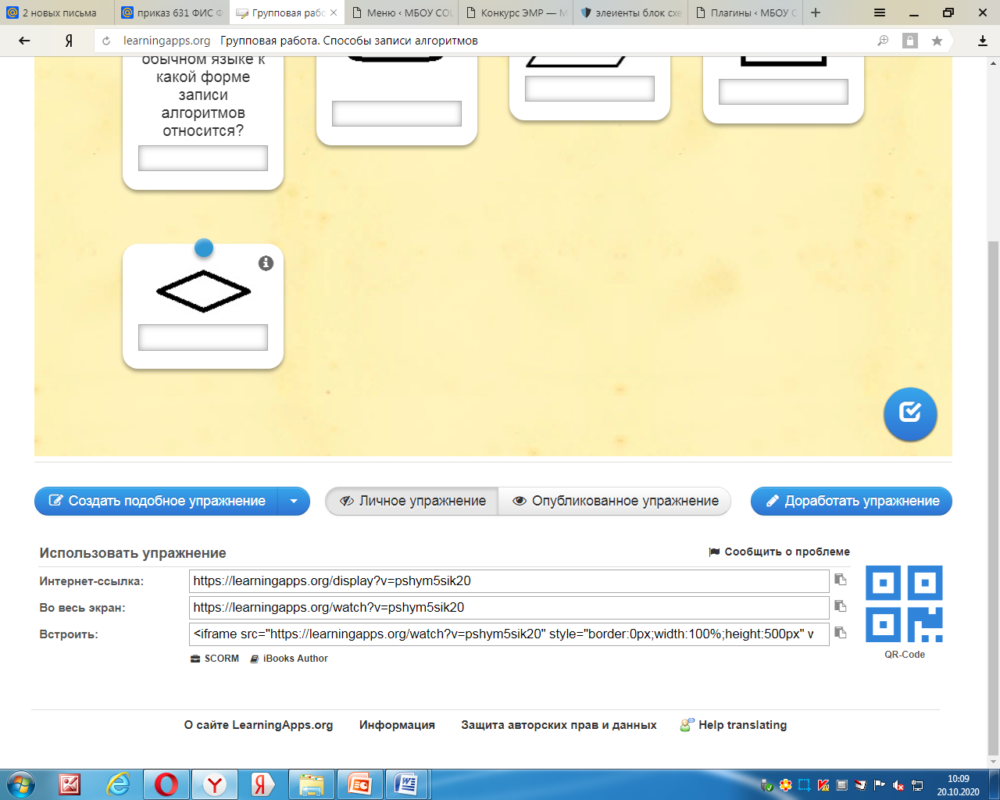 2 новых письма
приказ 631 ФИС Ф
Групповая рабо
Меню ‹ МБОУ СОШ
Конкурс ЭМР — М
элеиенты блок схе
Плагины ‹ МБОУ С
learningapps.org Групповая работа. Способы записи алгоритмов
обычном языке к
какой форме
записи
алгоритмов
относится?
Создать подобное упражнение
Личное упражнение
Опубликованное упражнение
Доработать упражнение
Использовать упражнение
Сообщить о проблеме
Интернет-ссылка: https://learningapps.org/display?v=pshym5sik20
Во весь экран: https://learningapps.org/watch?v=pshym5sik20
Встроить: <iframe src="https://learningapps.org/watch?v=pshym5sik20" style="border:0px;width:100%;height:500px" w
SCORM iBooks Author
QR-Code
О сайте LearningApps.org Информация Защита авторских прав и данных Help translating
10:09
20.10.2020